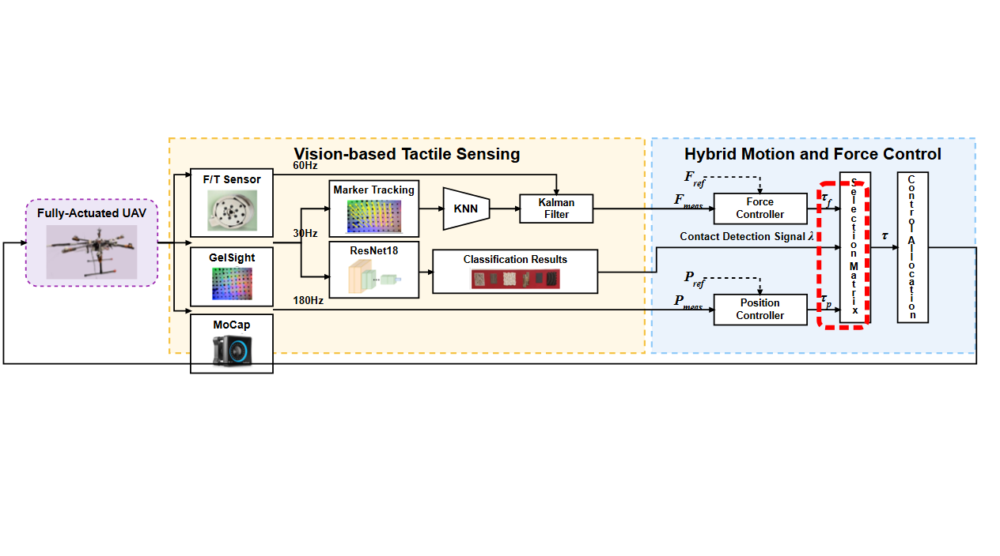 Vision-based Tactile Sensing
Hybrid Motion and Force Control
60Hz
F/T Sensor
Marker Tracking
KNN
Kalman
Filter
F_ref
F_meas
Force
Controller
τ_f
Selection Matrix
Control Allocation
Fully-Actuated UAV
30Hz
Contact Detection Signal λ
τ
GelSight
ResNet18
Classification Results
P_ref
180Hz
P_meas
Position
Controller
τ_p
MoCap